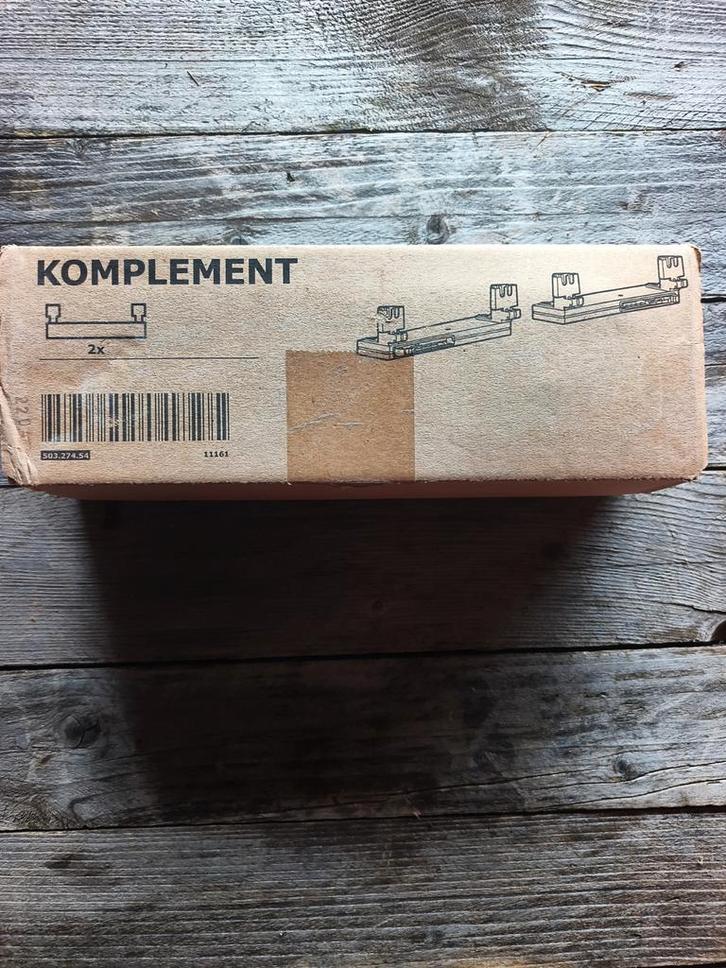 KOMPLEMENT
2x
503.274.54
11161